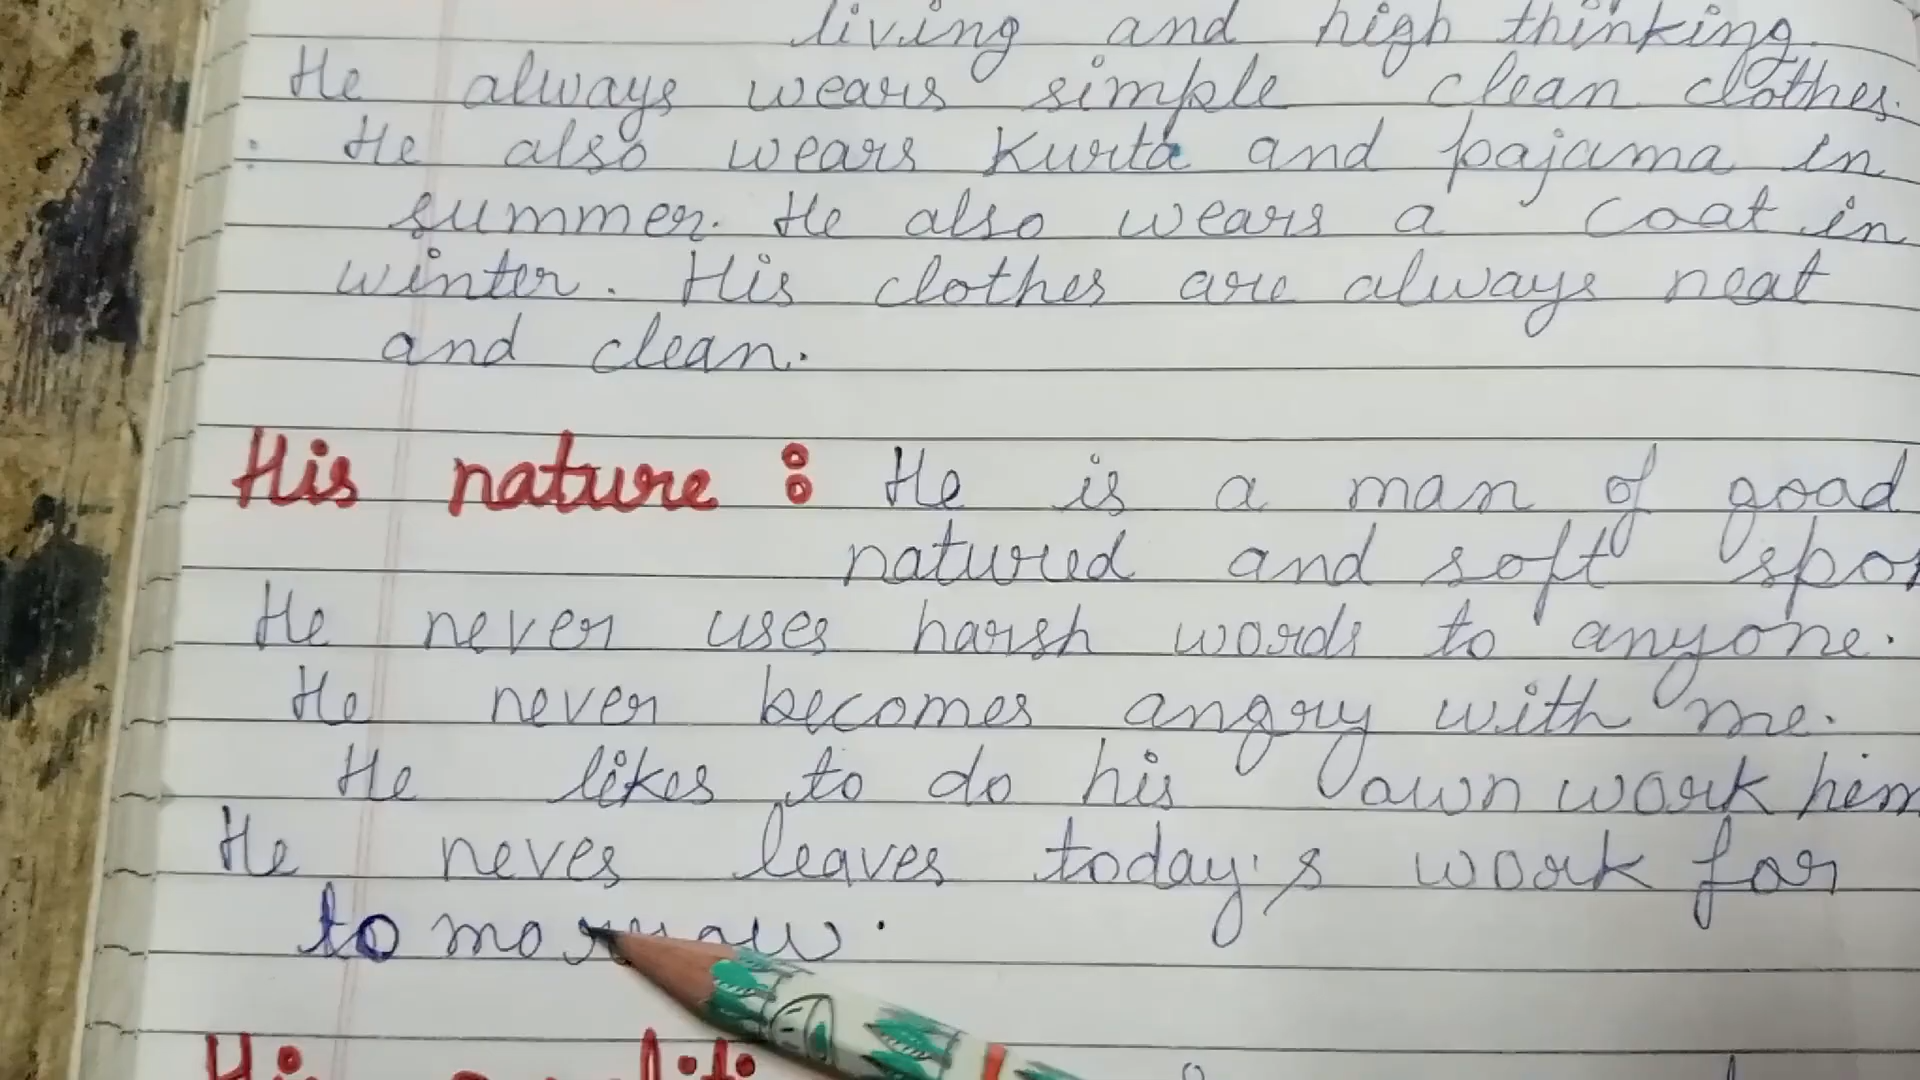 living and high thinking.
He always wears simple clean clothes.
He also wears Kurta and pajama in
summer. He also wears a coat in
winter. His clothes are always neat
and clean.
His nature : He is a man of good
natured and soft
He never uses harsh words to anyone.
He never becomes angry with me.
He likes to do his own work
He neves leaves today's work for
tomorrow.
His